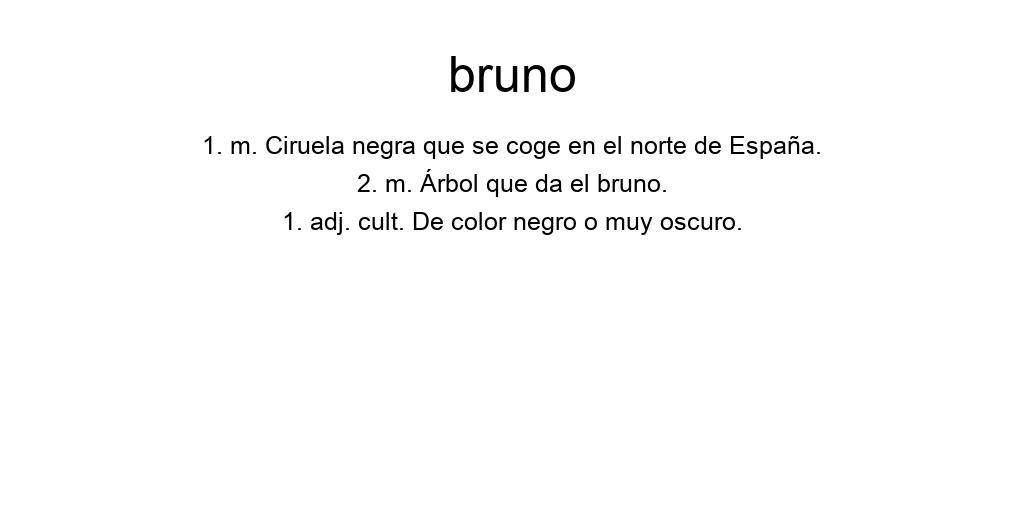 bruno
1. m. Ciruela negra que se coge en el norte de España.
2. m. Árbol que da el bruno.
1. adj. cult. De color negro o muy oscuro.